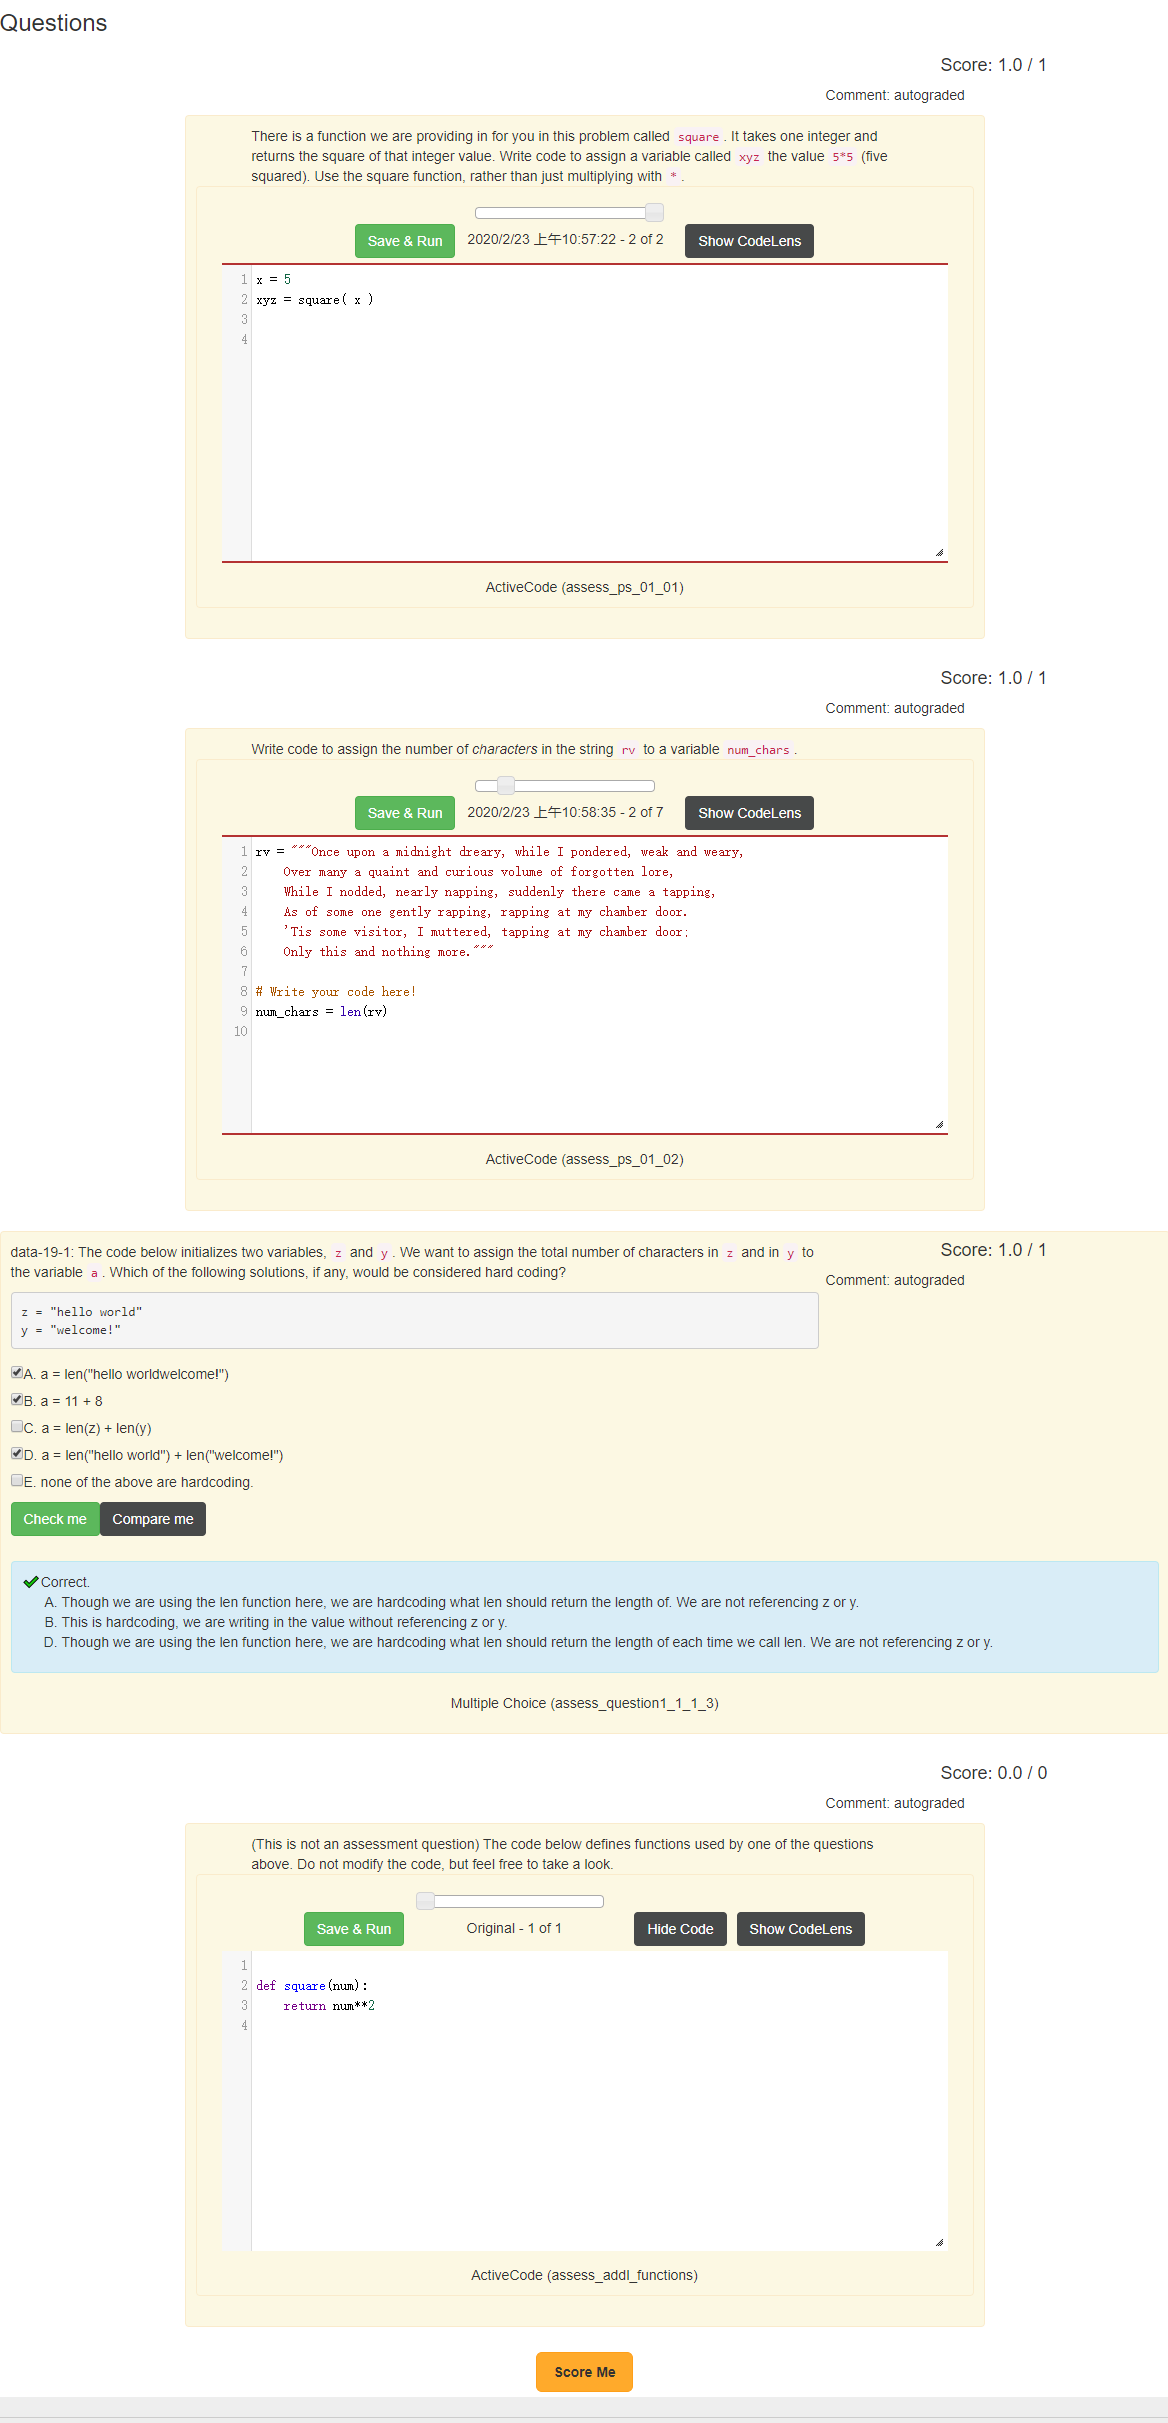 Questions
Score: 1.0 / 1
Comment: autograded
There is a function we are providing in for you in this problem called square. It takes one integer and
returns the square of that integer value. Write code to assign a variable called xyz the value 5*5 (five
squared). Use the square function, rather than just multiplying with *.
Save & Run
2020/2/23 上午10:57:22 - 2 of 2
Show CodeLens
1 x = 5
2 xyz = square( x )
3
4
ActiveCode (assess_ps_01_01)
Score: 1.0 / 1
Comment: autograded
Write code to assign the number of characters in the string rv to a variable num_chars.
Save & Run
2020/2/23 上午10:58:35 - 2 of 7
Show CodeLens
1 rv = """Once upon a midnight dreary, while I pondered, weak and weary,
2     Over many a quaint and curious volume of forgotten lore,
3     While I nodded, nearly napping, suddenly there came a tapping,
4     As of some one gently rapping, rapping at my chamber door.
5     'Tis some visitor, I muttered, tapping at my chamber door;
6     Only this and nothing more."""
7
8 # Write your code here!
9 num_chars = len(rv)
10
ActiveCode (assess_ps_01_02)
data-19-1: The code below initializes two variables, z and y. We want to assign the total number of characters in z and in y to
the variable a. Which of the following solutions, if any, would be considered hard coding?
Score: 1.0 / 1
Comment: autograded
z = "hello world"
y = "welcome!"
A. a = len("hello worldwelcome!")
B. a = 11 + 8
C. a = len(z) + len(y)
D. a = len("hello world") + len("welcome!")
E. none of the above are hardcoding.
Check me
Compare me
Correct.
A. Though we are using the len function here, we are hardcoding what len should return the length of. We are not referencing z or y.
B. This is hardcoding, we are writing in the value without referencing z or y.
D. Though we are using the len function here, we are hardcoding what len should return the length of each time we call len. We are not referencing z or y.
Multiple Choice (assess_question1_1_1_3)
Score: 0.0 / 0
Comment: autograded
(This is not an assessment question) The code below defines functions used by one of the questions
above. Do not modify the code, but feel free to take a look.
Save & Run
Original - 1 of 1
Hide Code
Show CodeLens
1
2 def square(num):
3     return num**2
4
ActiveCode (assess_addl_functions)
Score Me